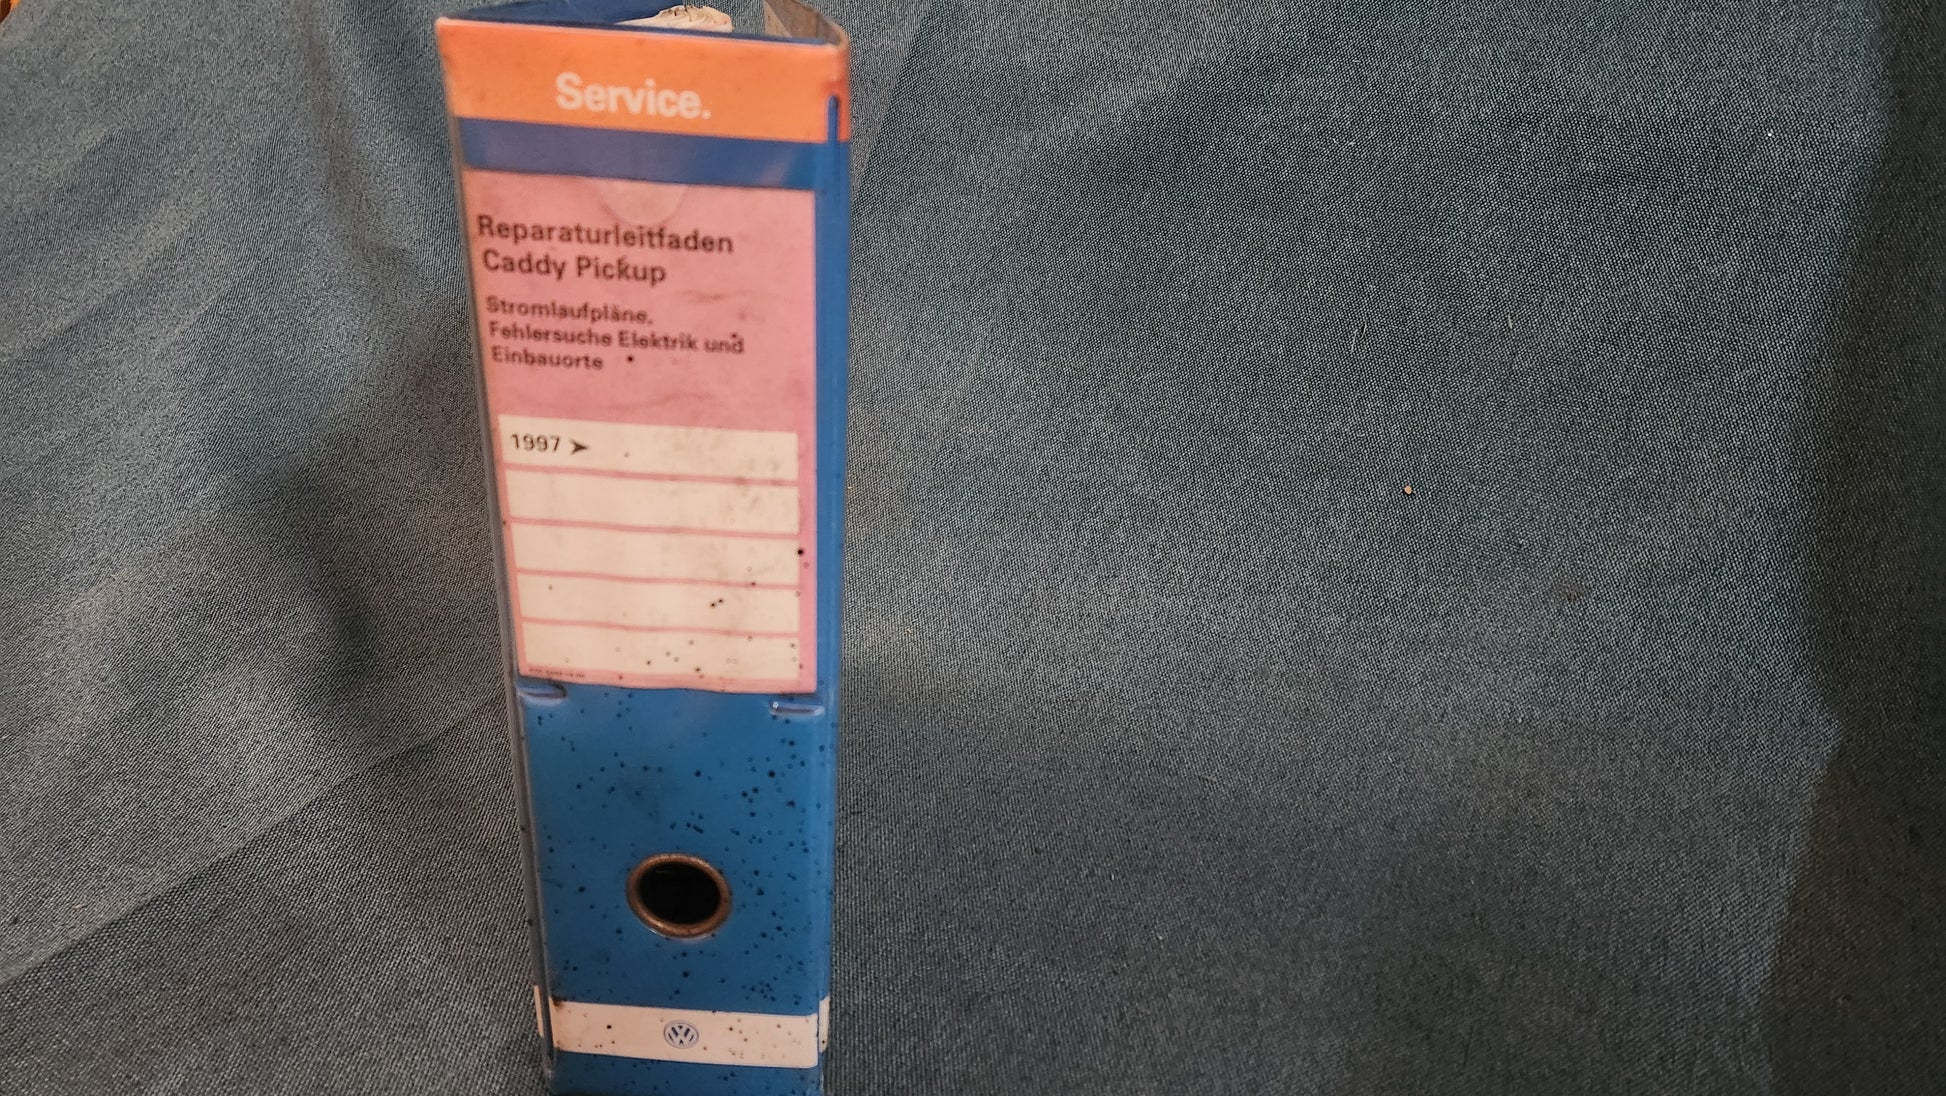 Service.
Reparaturleitfaden
Caddy Pickup
Stromlaufpläne,
Fehlersuche Elektrik und
Einbauorte
1997 ➤